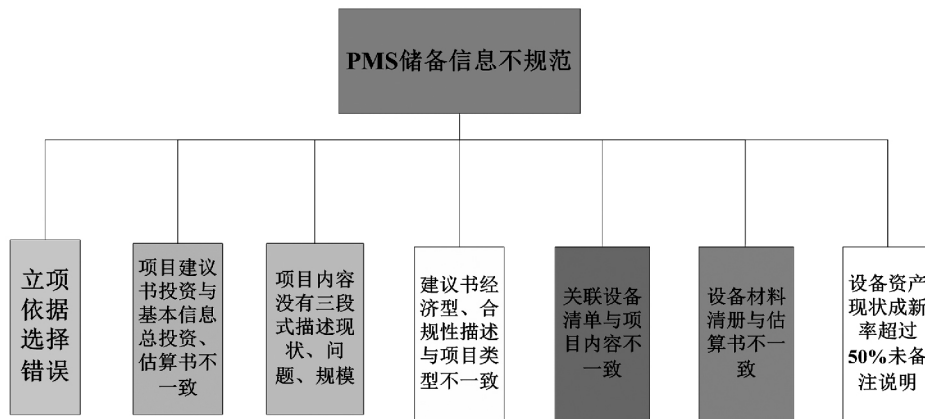 PMS储备信息不规范
立项
依据
选择
错误
项目建议
书投资与
基本信息
总投资、
估算书不
一致
项目内容
没有三段
式描述现
状、问
题、规模
建议书经
济型、合
规性描述
与项目类
型不一致
关联设备
清单与项
目内容不
一致
设备材料
清册与估
算书不一
致
设备资产
现状成新
率超过
50%未备
注说明